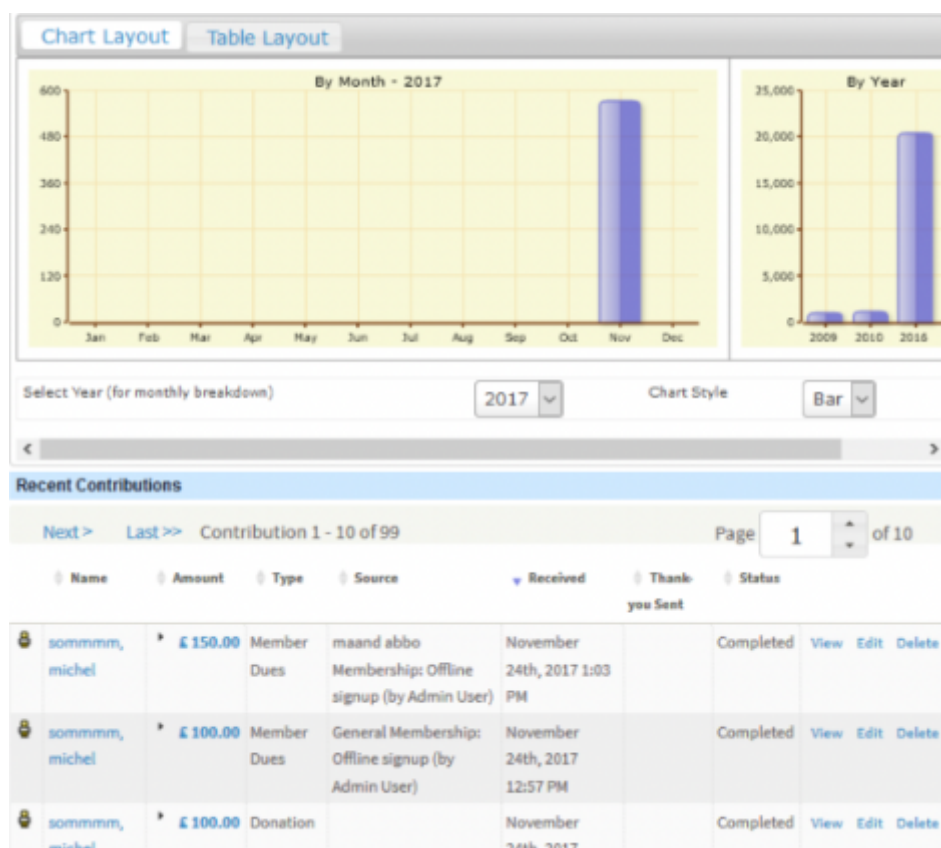 Chart Layout Table Layout
By Month - 2017
600
480
360
240
120
0
Jan Feb Mar Apr May Jun Jul Aug Sep Oct Nov Dec
By Year
25,000
20,000
15,000
10,000
5,000
0
2009 2010 2016
Select Year (for monthly breakdown) 2017 Chart Style Bar
Recent Contributions
Next > Last >> Contribution 1 - 10 of 99 Page 1 of 10
Name Amount Type Source Received Thank-
you Sent Status
sommmm, £ 150.00 Member maand abbo November Completed View Edit Delete
michel Dues Membership: Offline 24th, 2017 1:03
signup (by Admin User) PM
sommmm, £ 100.00 Member General Membership: November Completed View Edit Delete
michel Dues Offline signup (by 24th, 2017
Admin User) 12:57 PM
sommmm, £ 100.00 Donation November Completed View Edit Delete
michel 24th, 2017